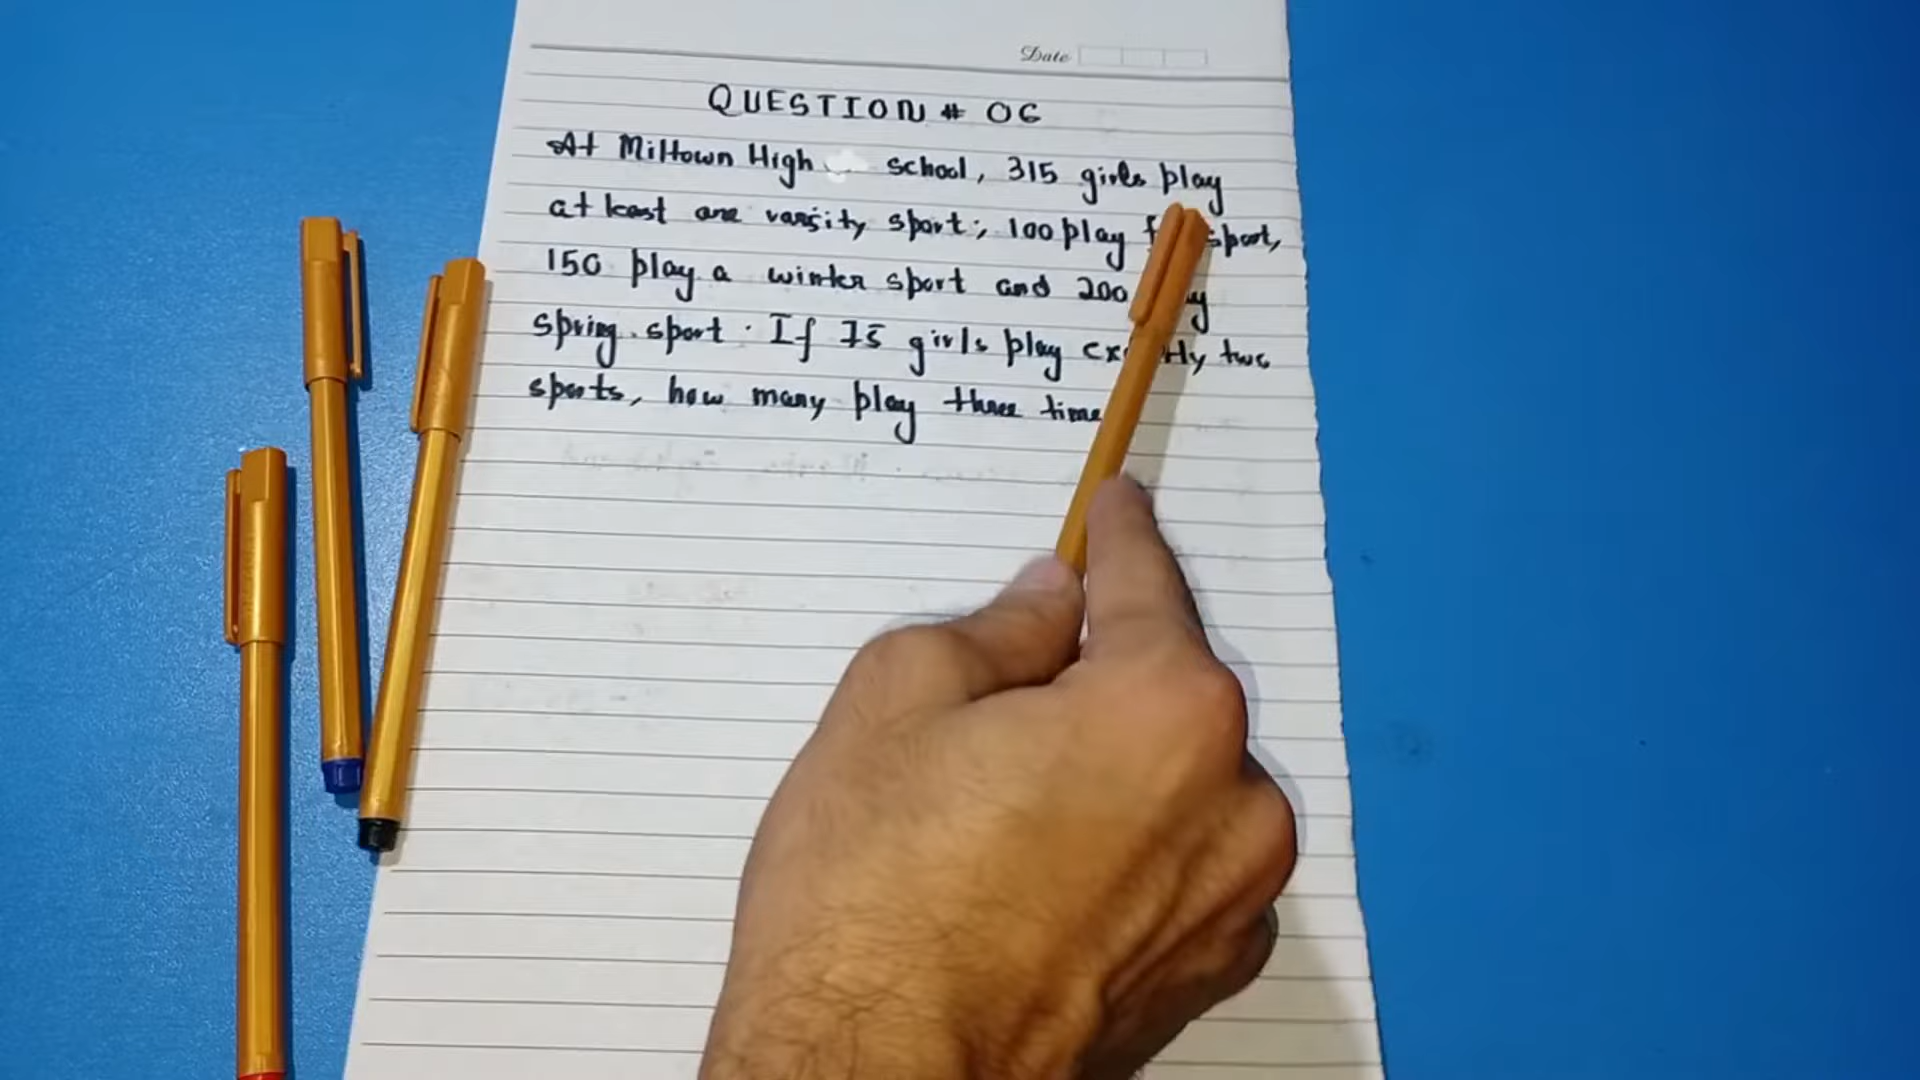 Date
QUESTION # 06
At Miltown High school, 315 girls play
at least one varsity sport; 100 play sport,
150 play a winter sport and 200
spring sport. If 75 girls play two
sports, how many play three time